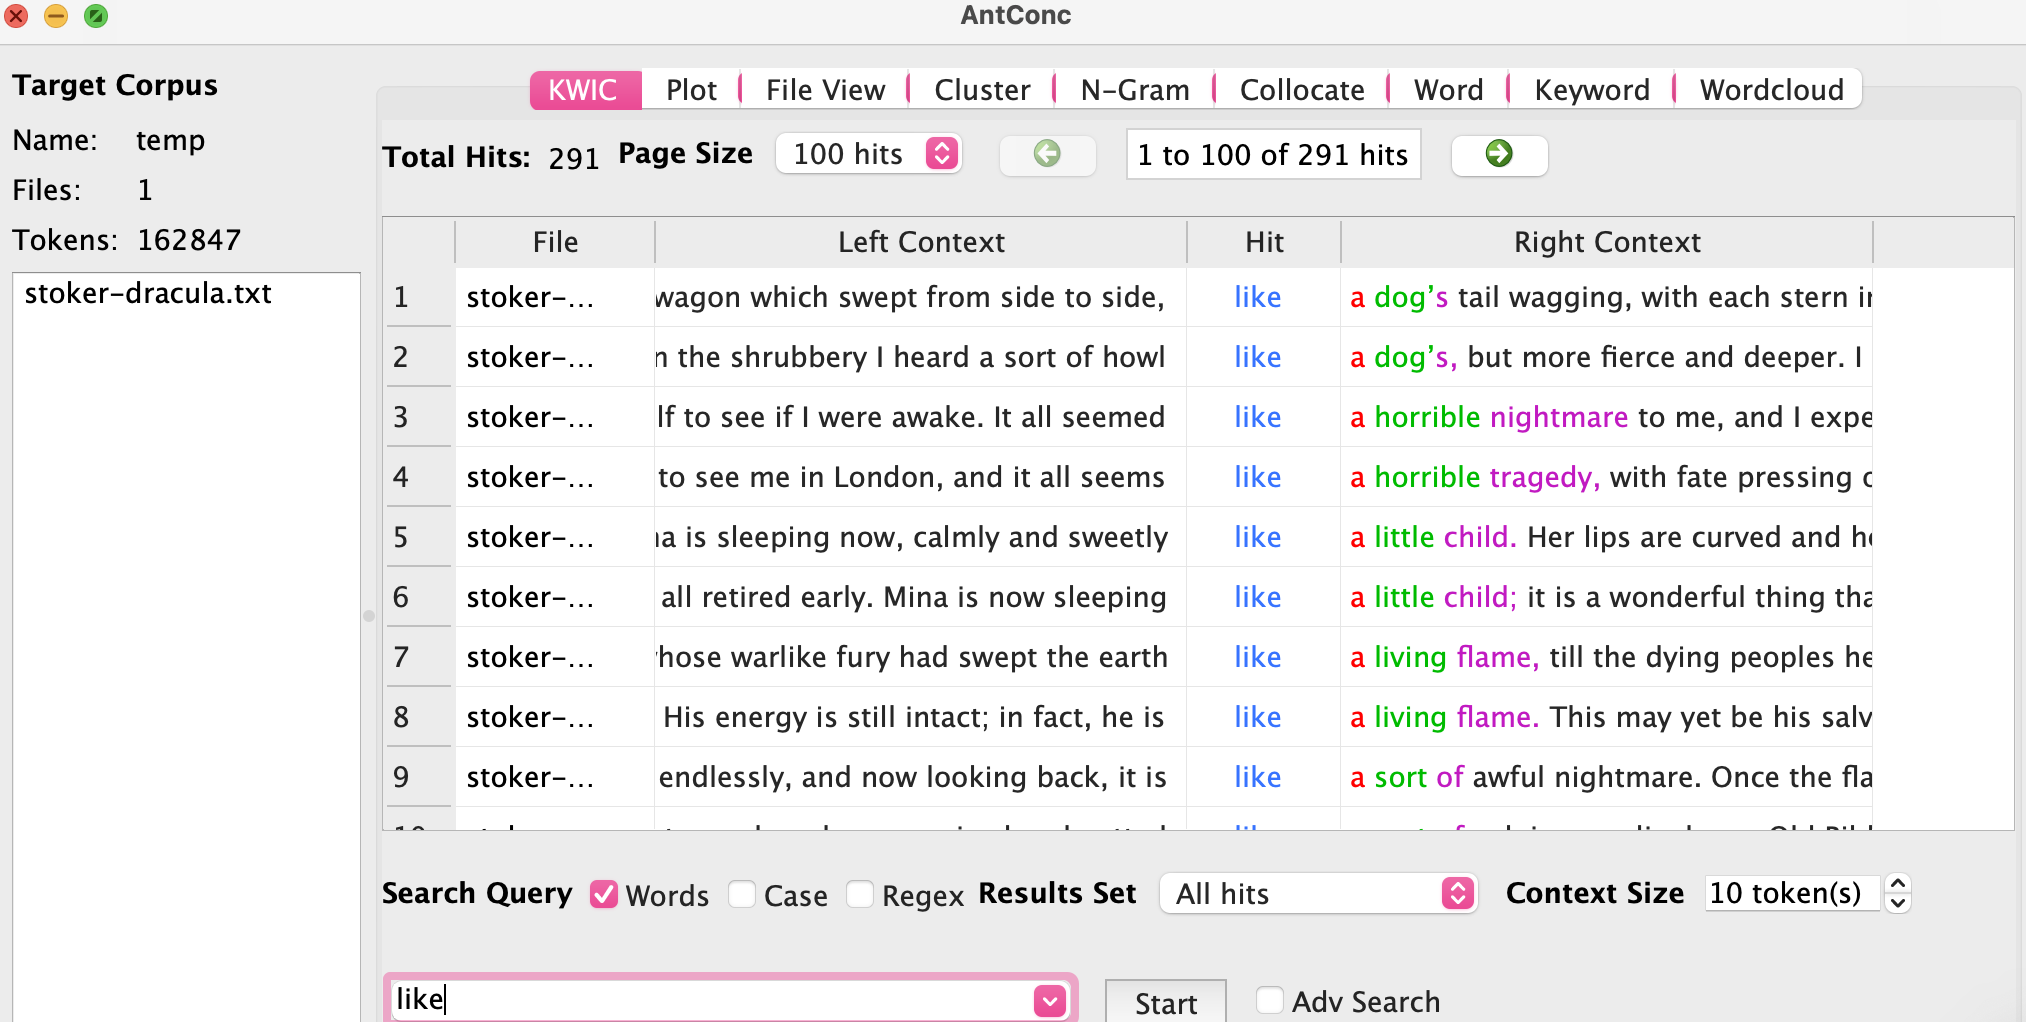 AntConc
Target Corpus
Name: temp
Files: 1
Tokens: 162847
stoker-dracula.txt
KWIC Plot File View Cluster N-Gram Collocate Word Keyword Wordcloud
Total Hits: 291 Page Size 100 hits 1 to 100 of 291 hits
File Left Context Hit Right Context
1 stoker-... wagon which swept from side to side, like a dog’s tail wagging, with each stern
2 stoker-... the shrubbery I heard a sort of howl like a dog’s, but more fierce and deeper. I
3 stoker-... to see if I were awake. It all seemed like a horrible nightmare to me, and I
4 stoker-... to see me in London, and it all seems like a horrible tragedy, with fate pressing
5 stoker-... is sleeping now, calmly and sweetly like a little child. Her lips are curved and
6 stoker-... all retired early. Mina is now sleeping like a little child; it is a wonderful thing
7 stoker-... warlike fury had swept the earth like a living flame, till the dying peoples
8 stoker-... His energy is still intact; in fact, he is like a living flame. This may yet be his
9 stoker-... endlessly, and now looking back, it is like a sort of awful nightmare. Once the
Search Query Words Case Regex Results Set All hits Context Size 10 token(s)
like Start Adv Search